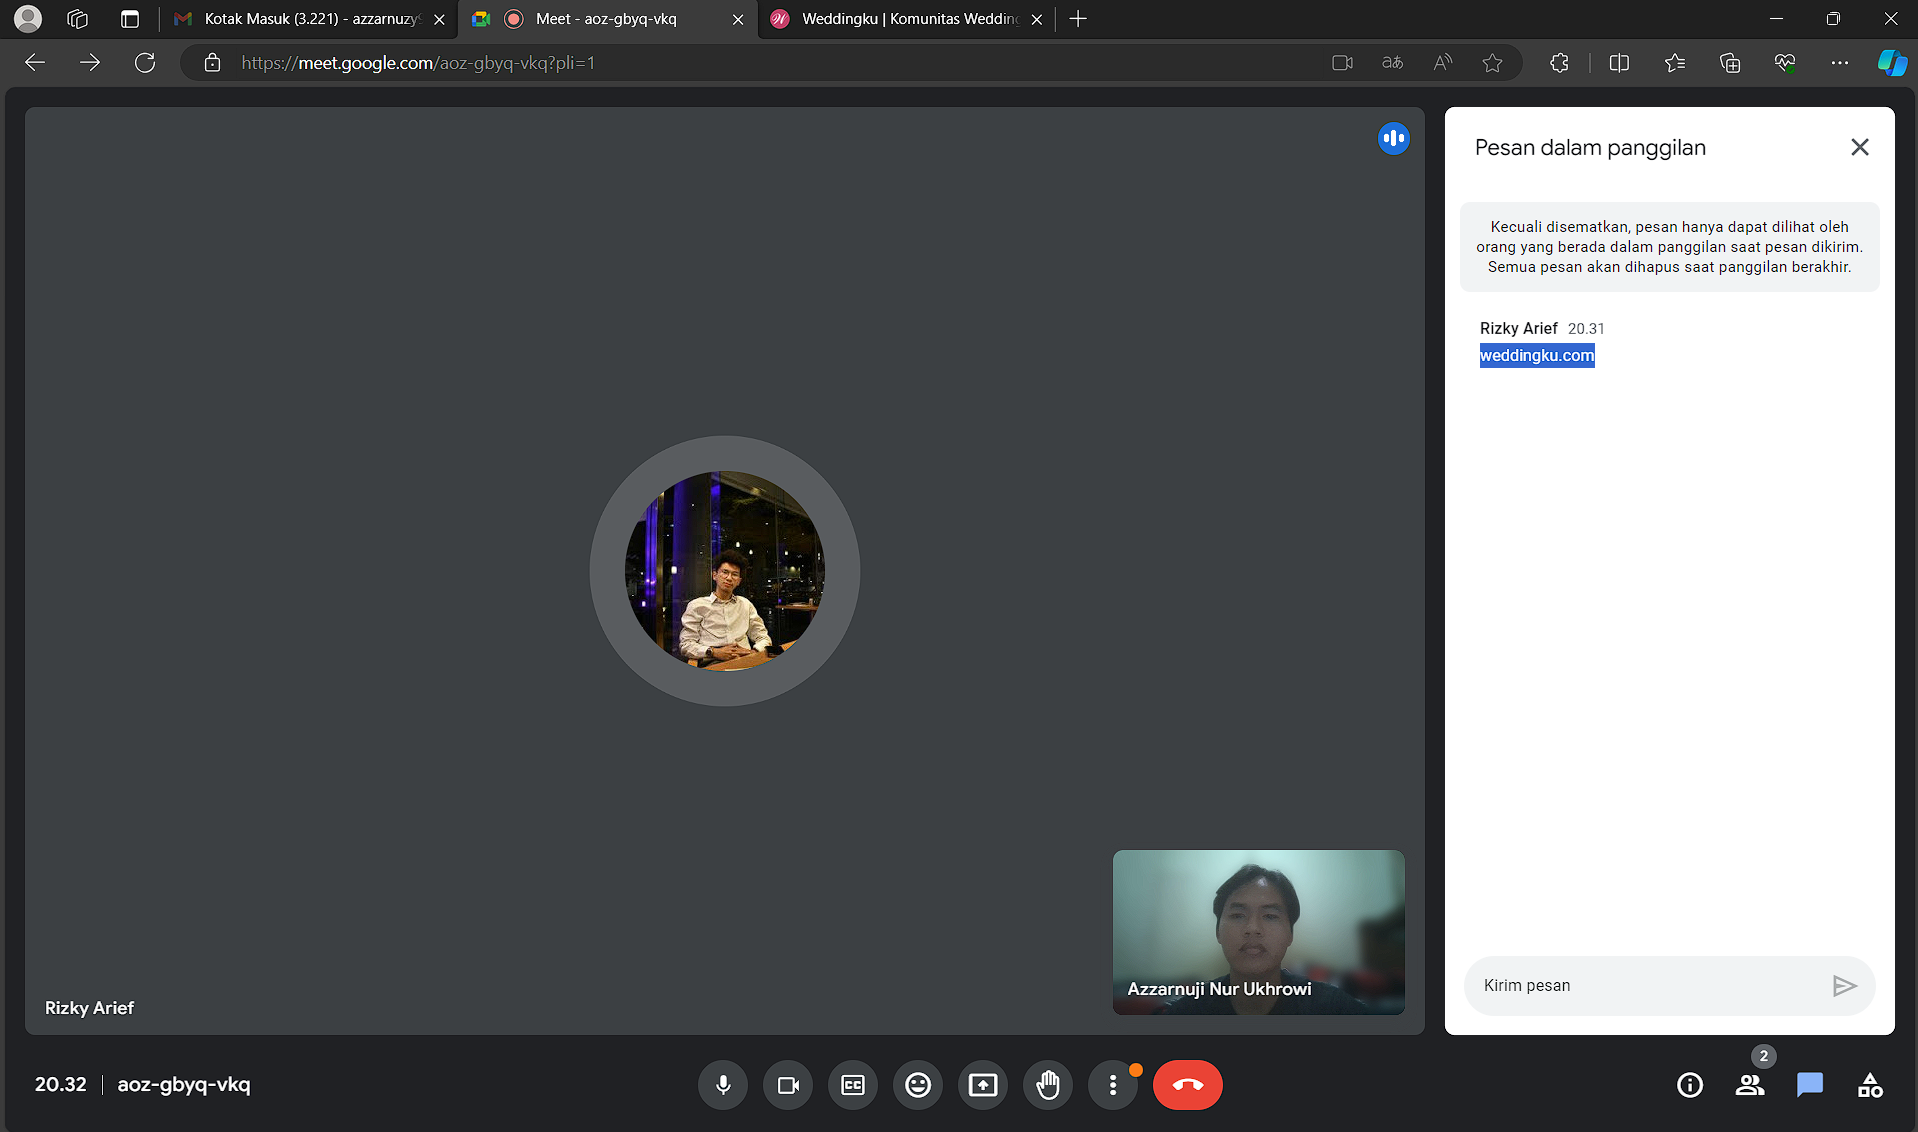 Kotak Masuk (3.221) - azzarnuzy9
Meet - aoz-gbyq-vkq
Weddingku | Komunitas Wedding
https://meet.google.com/aoz-gbyq-vkq?pli=1
Pesan dalam panggilan
Kecuali disematkan, pesan hanya dapat dilihat oleh
orang yang berada dalam panggilan saat pesan dikirim.
Semua pesan akan dihapus saat panggilan berakhir.
Rizky Arief 20.31
weddingku.com
Azzarnuji Nur Ukhrowi
Rizky Arief
Kirim pesan
20.32 | aoz-gbyq-vkq
2